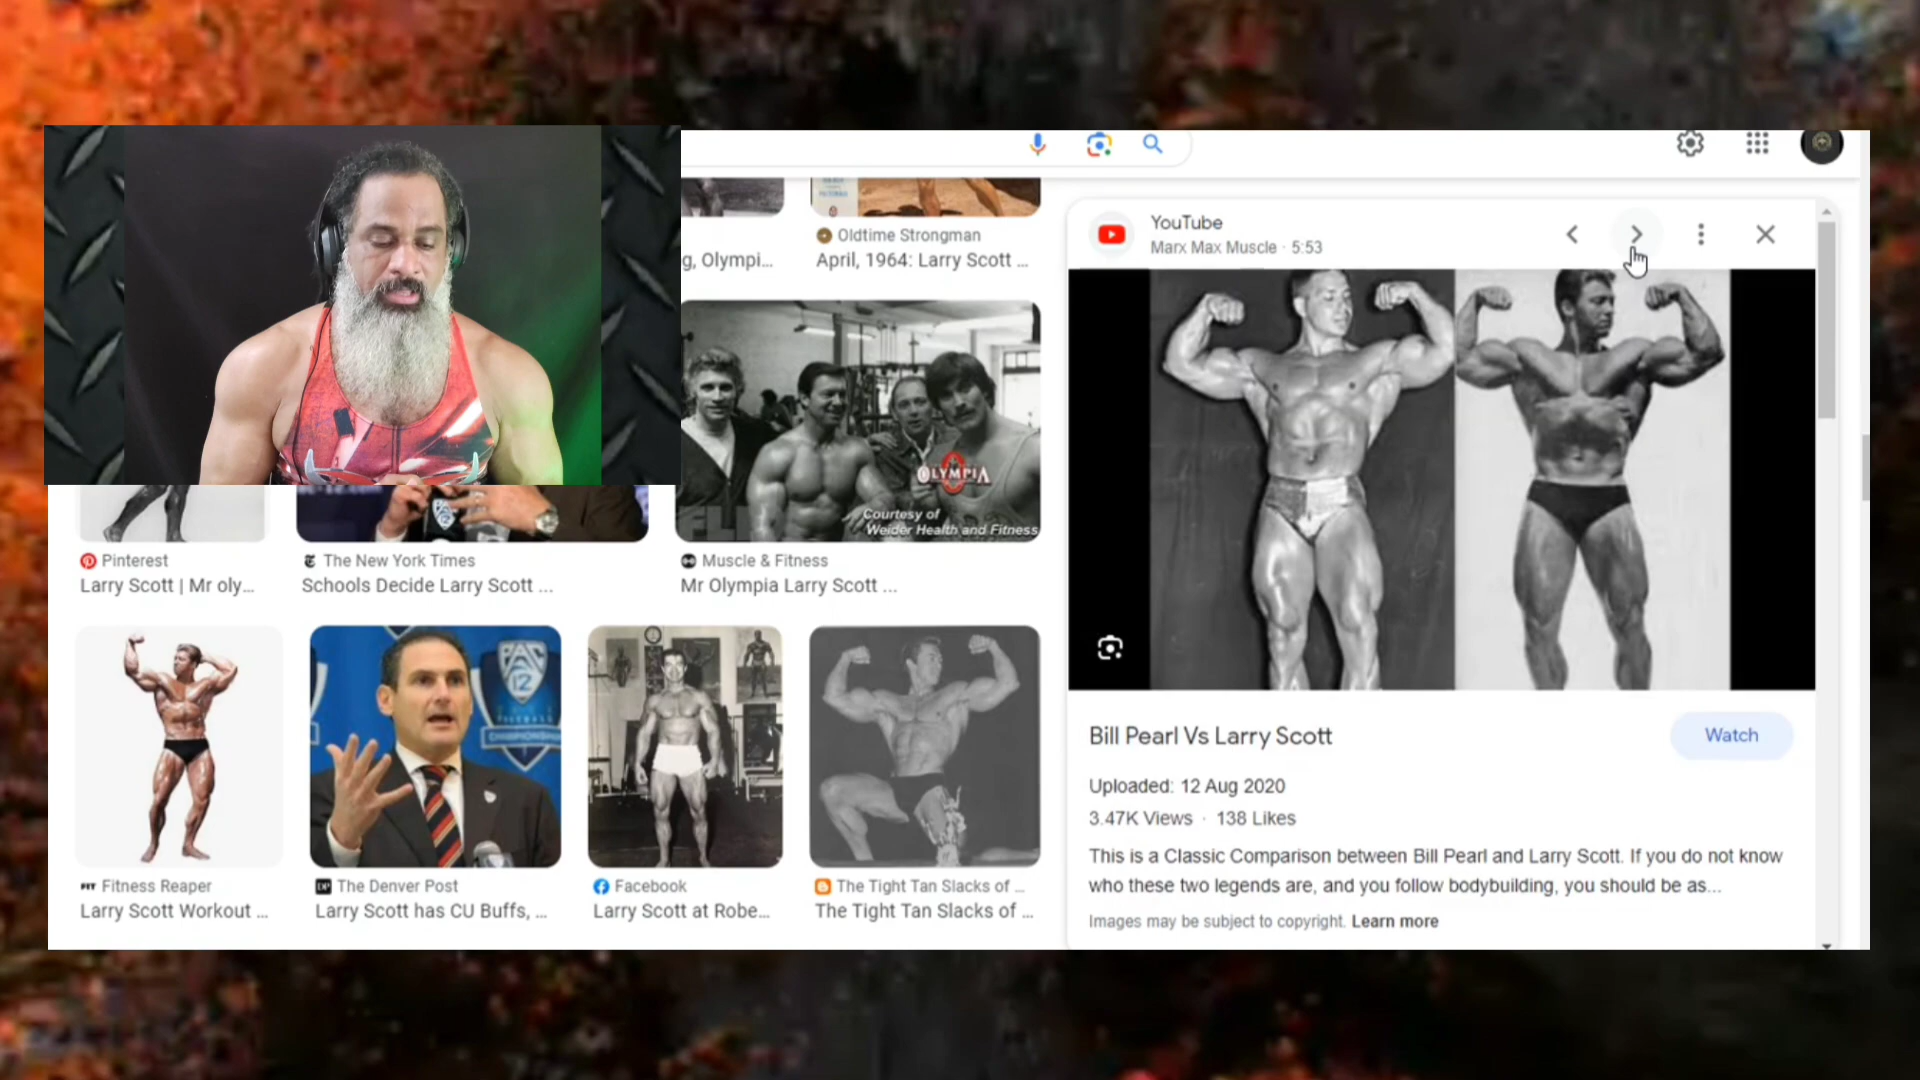 YouTube
Marx Max Muscle · 5:53
g, Olympi...
Oldtime Strongman
April, 1964: Larry Scott ...
OLYMPIA
Courtesy of
Weider Health and Fitness
Pinterest
Larry Scott | Mr oly...
The New York Times
Schools Decide Larry Scott ...
Muscle & Fitness
Mr Olympia Larry Scott ...
PAC
12
CHAMPIONSHIP
Bill Pearl Vs Larry Scott
Watch
Uploaded: 12 Aug 2020
3.47K Views · 138 Likes
This is a Classic Comparison between Bill Pearl and Larry Scott. If you do not know
who these two legends are, and you follow bodybuilding, you should be as...
Images may be subject to copyright. Learn more
FIT Fitness Reaper
Larry Scott Workout ...
DP The Denver Post
Larry Scott has CU Buffs, ...
Facebook
Larry Scott at Robe...
The Tight Tan Slacks of ...
The Tight Tan Slacks of ...